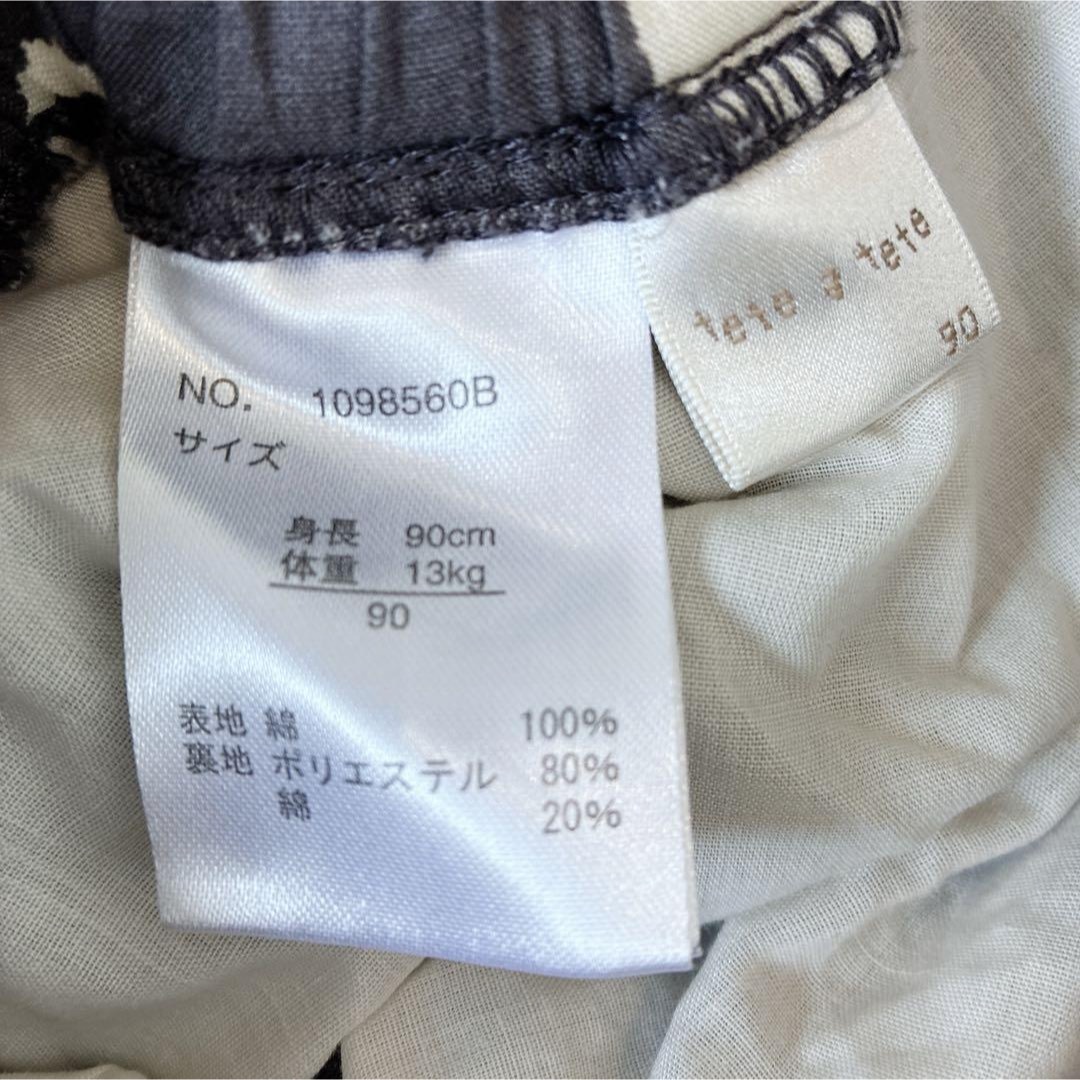 NO. 1098560B
サイズ
身長 90cm
体重 13kg
90
表地 綿 100%
裏地 ポリエステル 80%
綿 20%
tete a tete
90